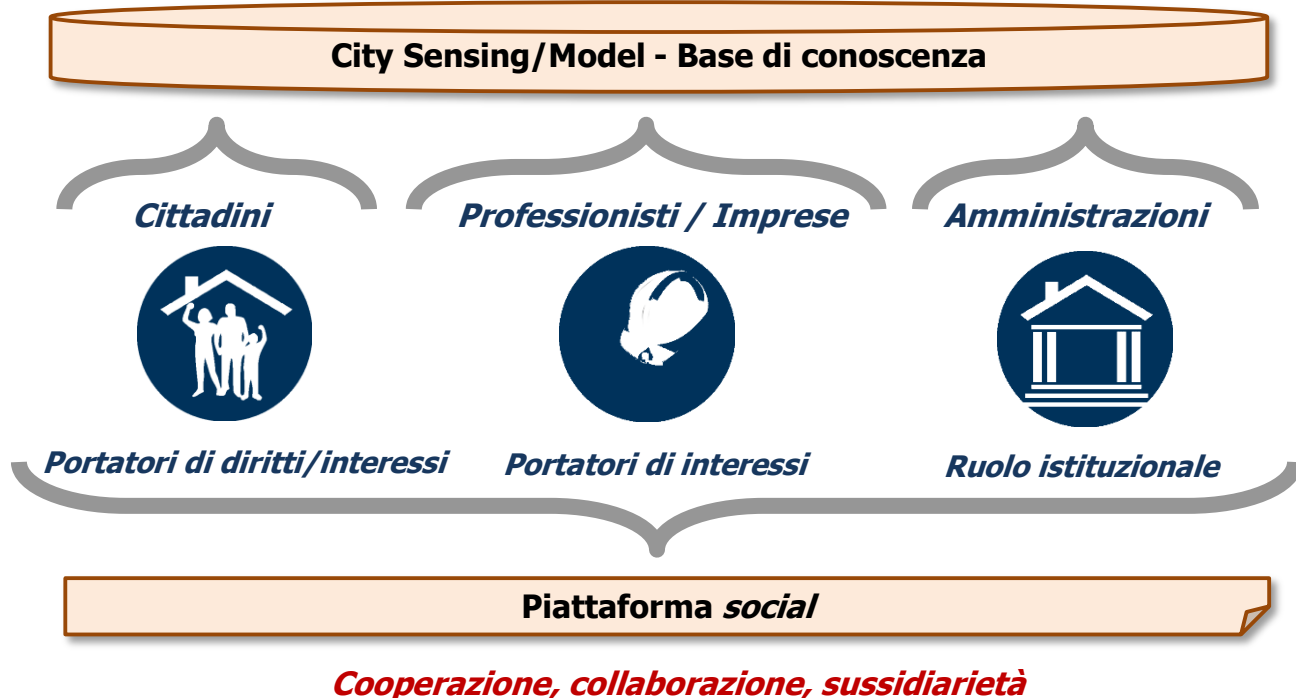 City Sensing/Model - Base di conoscenza
Cittadini
Professionisti / Imprese
Amministrazioni
Portatori di diritti/interessi
Portatori di interessi
Ruolo istituzionale
Piattaforma social
Cooperazione, collaborazione, sussidiarietà